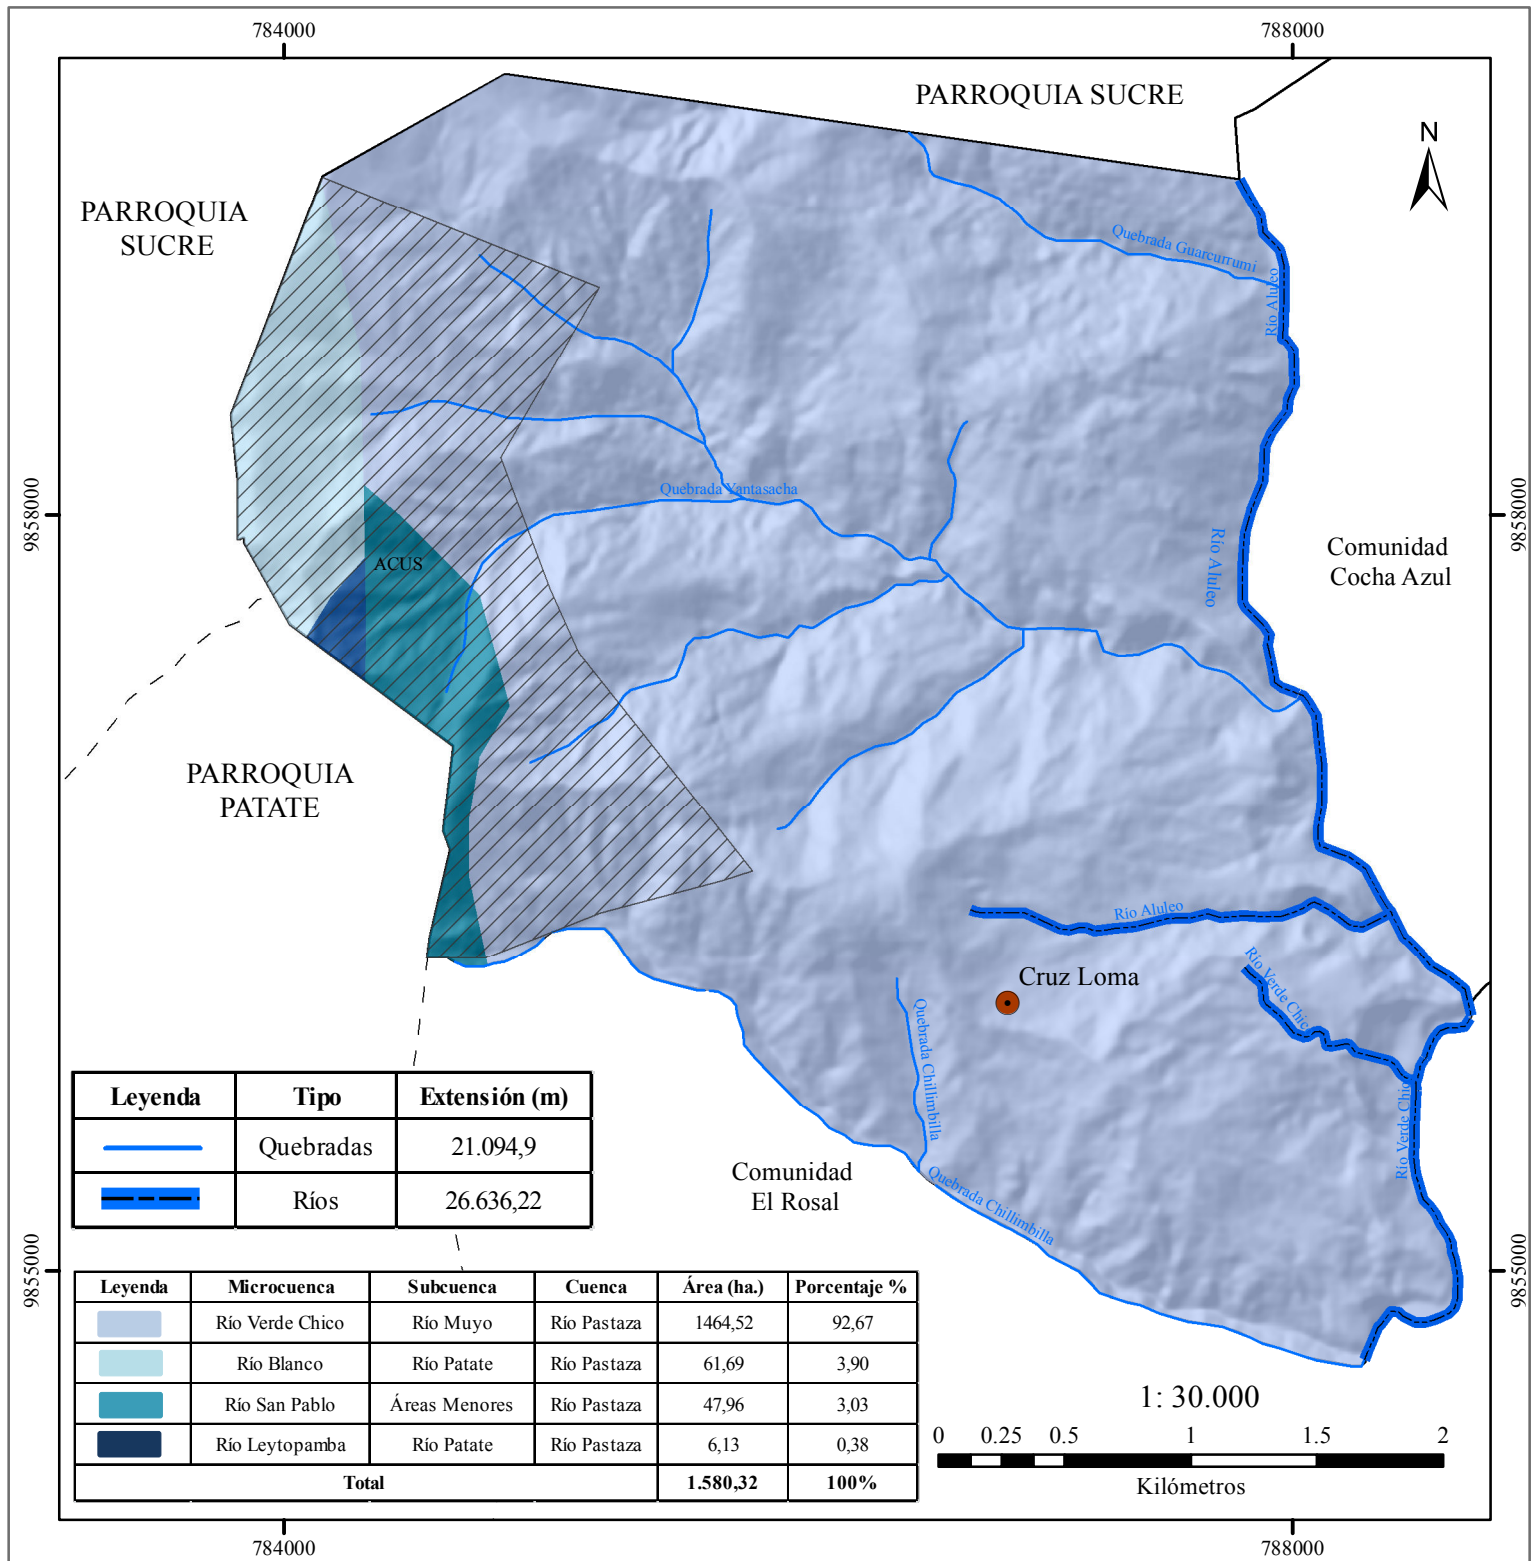 784000
788000
PARROQUIA SUCRE
N
PARROQUIA
SUCRE
Quebrada Guarcurrumi
Río Aluleo
Quebrada Yantasacha
9858000
9858000
Río Aluleo
Comunidad
Cocha Azul
ACUS
PARROQUIA
PATATE
Río Aluleo
Río Verde Chico
Cruz Loma
Quebrada Chillimbilla
Río Verde Chico
Comunidad
El Rosal
Quebrada Chillimbilla
Leyenda Tipo Extensión (m)
Quebradas 21.094,9
Ríos 26.636,22
9855000
9855000
Leyenda Microcuenca Subcuenca Cuenca Área (ha.) Porcentaje %
Río Verde Chico Río Muyo Río Pastaza 1464,52 92,67
Río Blanco Río Patate Río Pastaza 61,69 3,90
Río San Pablo Áreas Menores Río Pastaza 47,96 3,03
Río Leytopamba Río Patate Río Pastaza 6,13 0,38
Total 1.580,32 100%
1: 30.000
0 0.25 0.5 1 1.5 2
Kilómetros
784000
788000